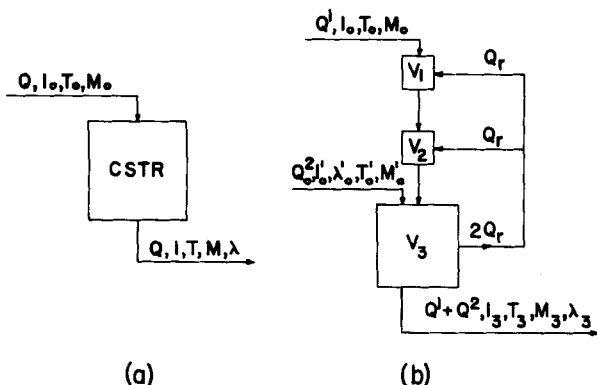 Q, I₀, T₀, M₀
CSTR
Q, I, T, M, λ
(a)
Q¹, I₀, T₀, M₀
V₁
Qᵣ
V₂
Qᵣ
Q₀², I₀', λ₀', T₀', M₀'
V₃
2Qᵣ
Q¹ + Q², I₃, T₃, M₃, λ₃
(b)